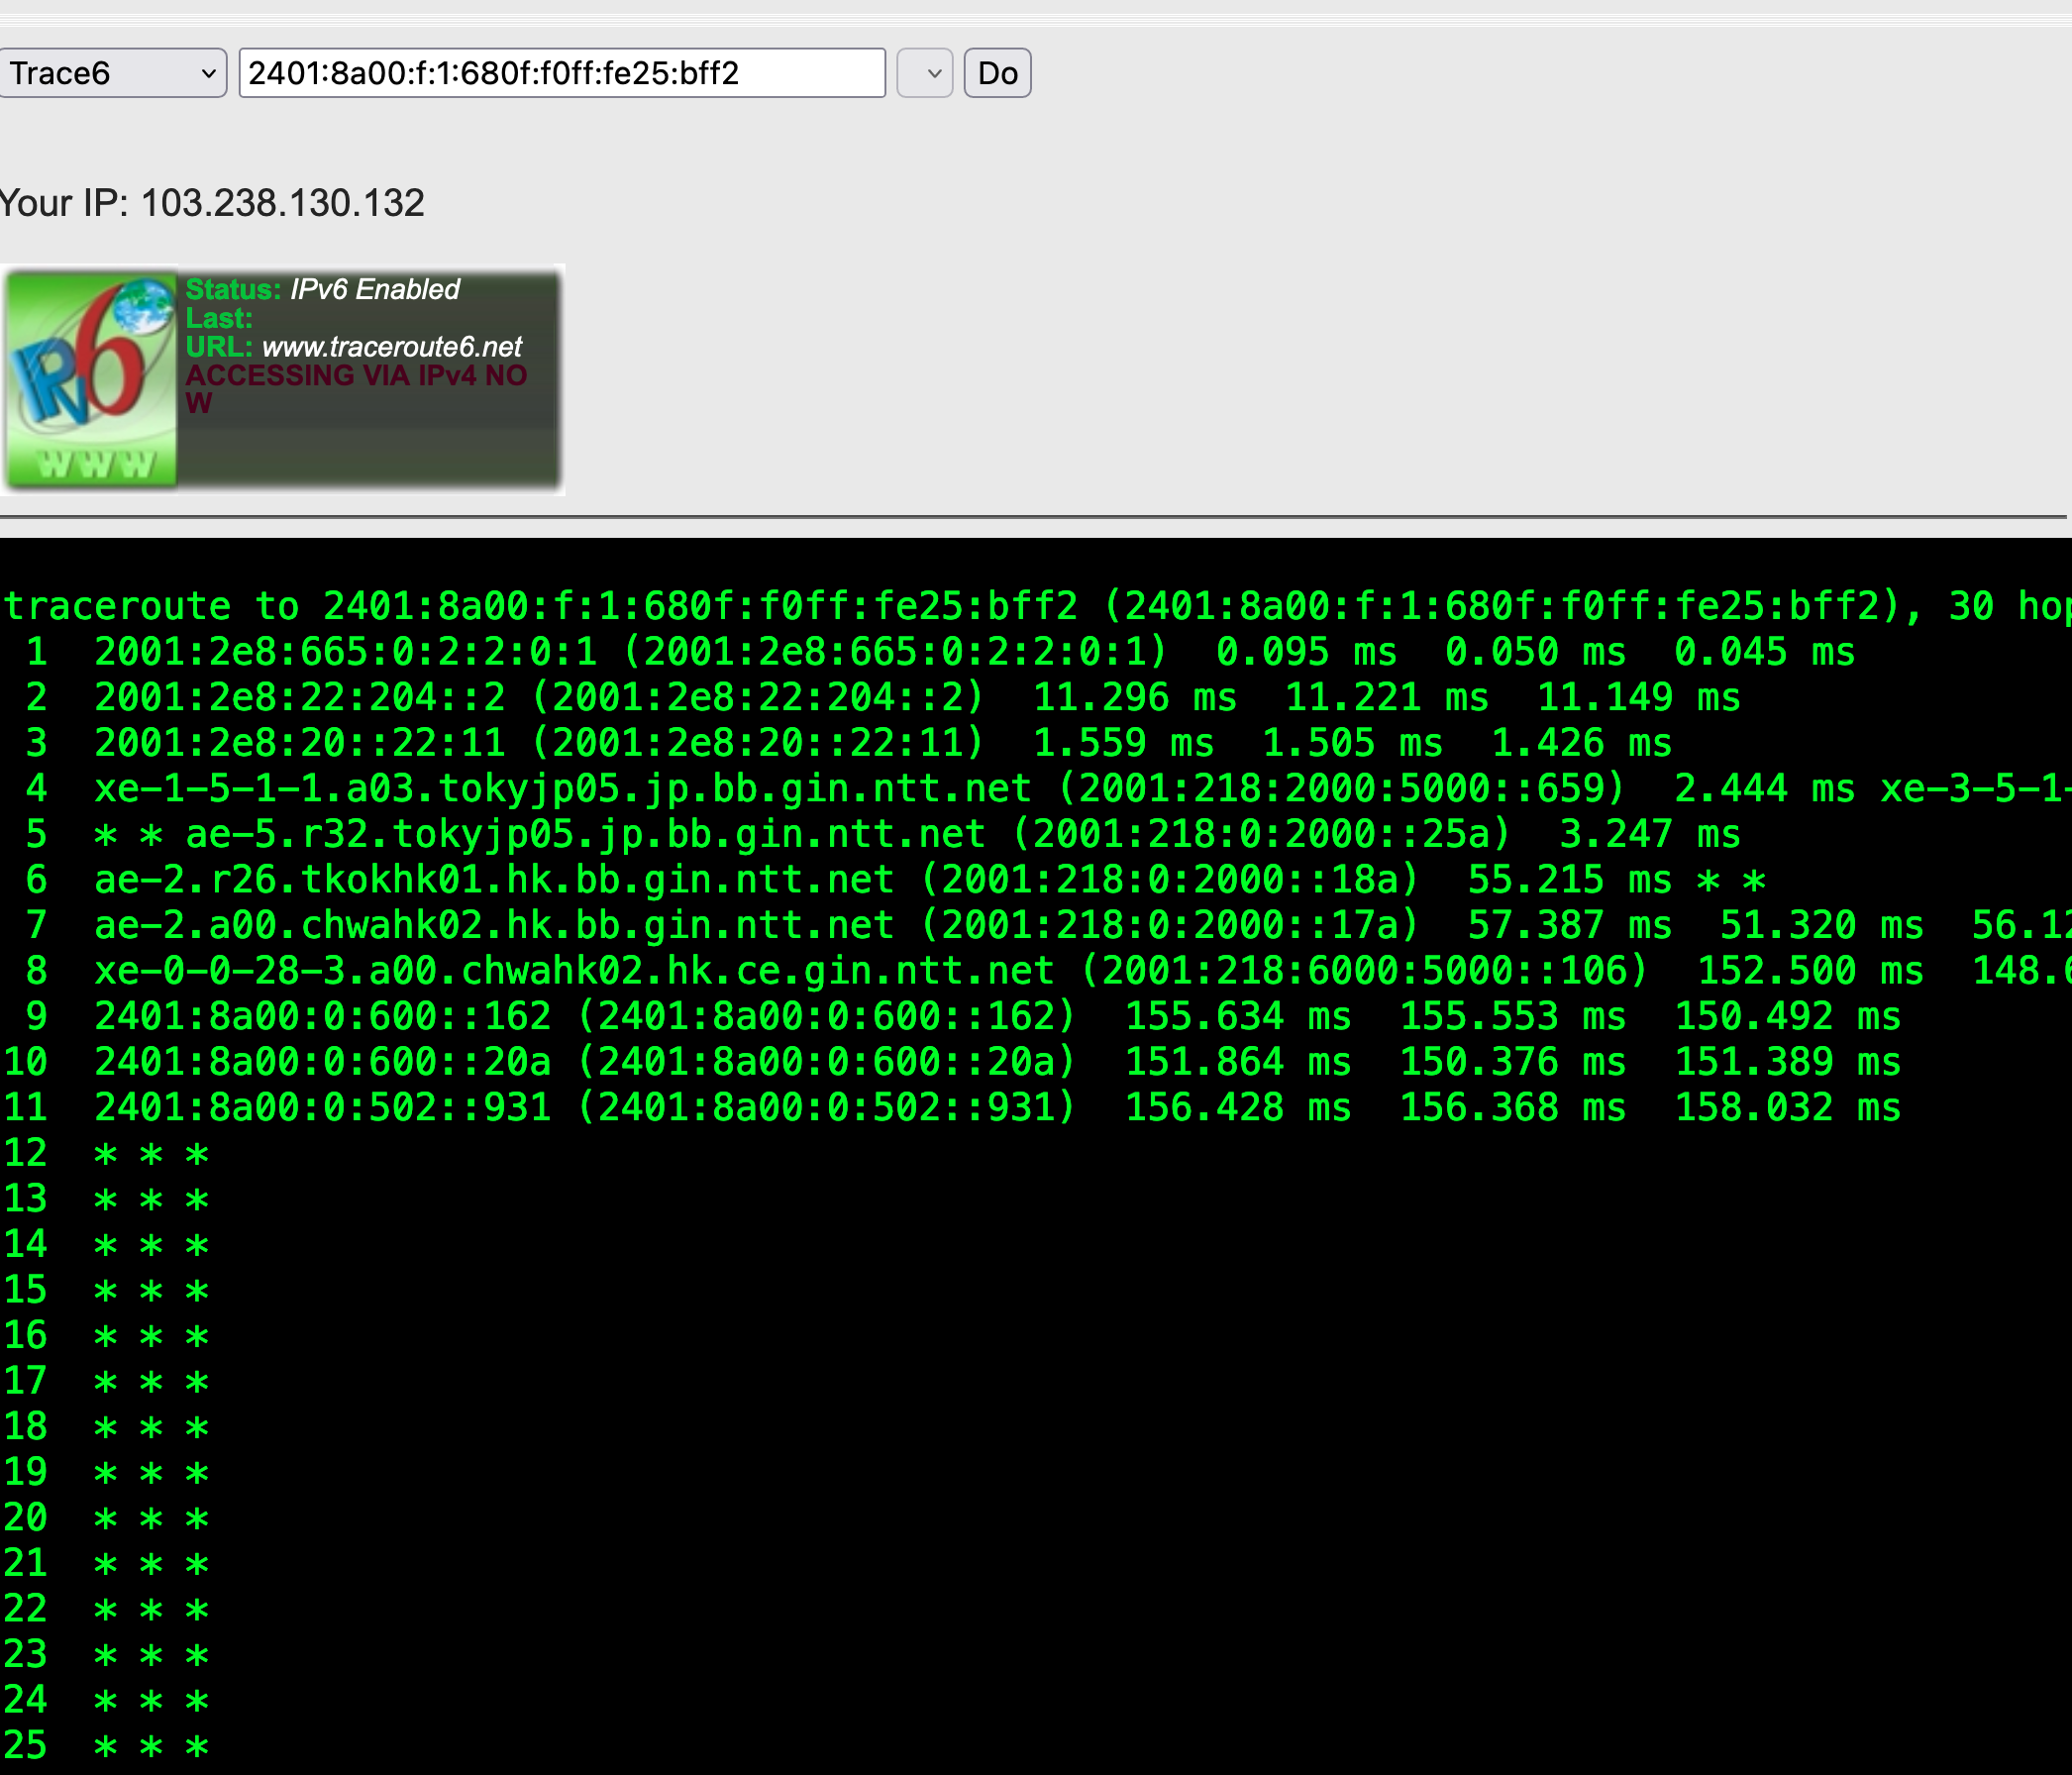 Trace6 2401:8a00:f:1:680f:f0ff:fe25:bff2 Do
Your IP: 103.238.130.132
IPv6
WWW
Status: IPv6 Enabled
Last:
URL: www.traceroute6.net
ACCESSING VIA IPv4 NO
W
traceroute to 2401:8a00:f:1:680f:f0ff:fe25:bff2 (2401:8a00:f:1:680f:f0ff:fe25:bff2), 30 hop
1 2001:2e8:665:0:2:2:0:1 (2001:2e8:665:0:2:2:0:1) 0.095 ms 0.050 ms 0.045 ms
2 2001:2e8:22:204::2 (2001:2e8:22:204::2) 11.296 ms 11.221 ms 11.149 ms
3 2001:2e8:20::22:11 (2001:2e8:20::22:11) 1.559 ms 1.505 ms 1.426 ms
4 xe-1-5-1-1.a03.tokyjp05.jp.bb.gin.ntt.net (2001:218:2000:5000::659) 2.444 ms xe-3-5-1-
5 * * ae-5.r32.tokyjp05.jp.bb.gin.ntt.net (2001:218:0:2000::25a) 3.247 ms
6 ae-2.r26.tkokhk01.hk.bb.gin.ntt.net (2001:218:0:2000::18a) 55.215 ms * *
7 ae-2.a00.chwahk02.hk.bb.gin.ntt.net (2001:218:0:2000::17a) 57.387 ms 51.320 ms 56.12
8 xe-0-0-28-3.a00.chwahk02.hk.ce.gin.ntt.net (2001:218:6000:5000::106) 152.500 ms 148.6
9 2401:8a00:0:600::162 (2401:8a00:0:600::162) 155.634 ms 155.553 ms 150.492 ms
10 2401:8a00:0:600::20a (2401:8a00:0:600::20a) 151.864 ms 150.376 ms 151.389 ms
11 2401:8a00:0:502::931 (2401:8a00:0:502::931) 156.428 ms 156.368 ms 158.032 ms
12 * * *
13 * * *
14 * * *
15 * * *
16 * * *
17 * * *
18 * * *
19 * * *
20 * * *
21 * * *
22 * * *
23 * * *
24 * * *
25 * * *